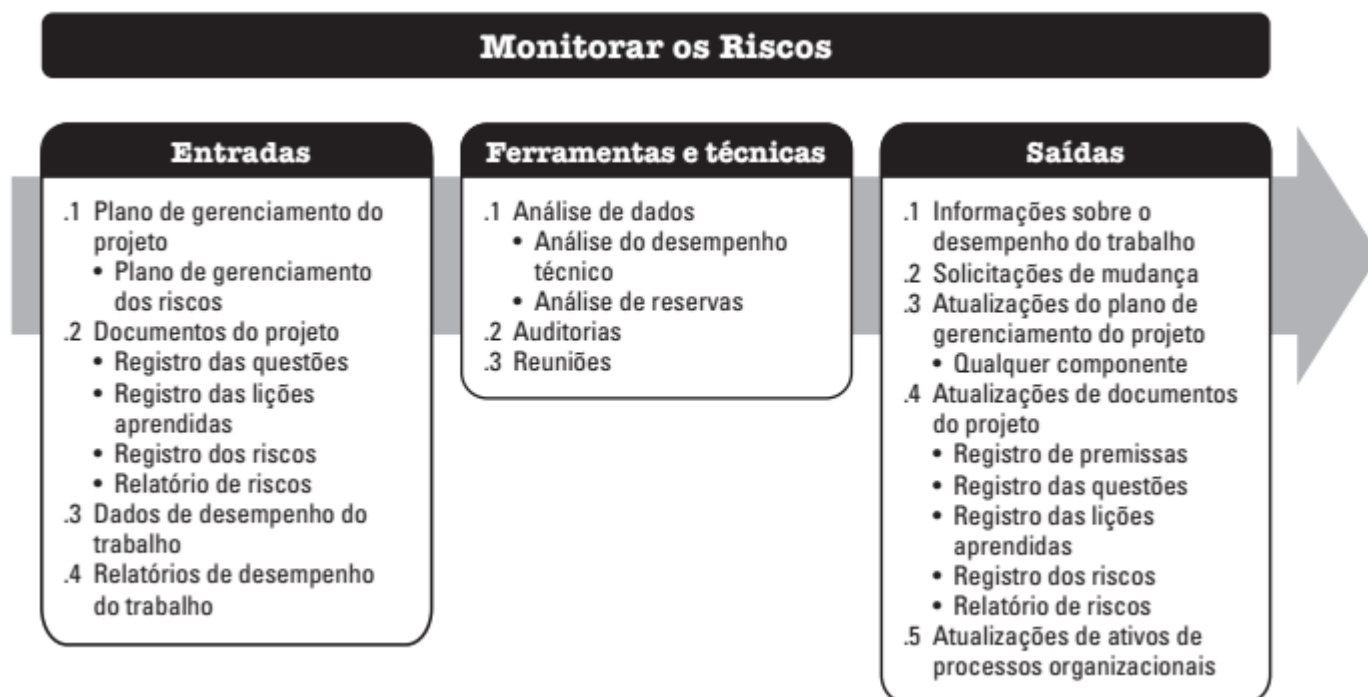 Monitorar os Riscos
Entradas
.1 Plano de gerenciamento do
projeto
• Plano de gerenciamento
dos riscos
.2 Documentos do projeto
• Registro das questões
• Registro das lições
aprendidas
• Registro dos riscos
• Relatório de riscos
.3 Dados de desempenho do
trabalho
.4 Relatórios de desempenho
do trabalho
Ferramentas e técnicas
.1 Análise de dados
• Análise do desempenho
técnico
• Análise de reservas
.2 Auditorias
.3 Reuniões
Saídas
.1 Informações sobre o
desempenho do trabalho
.2 Solicitações de mudança
.3 Atualizações do plano de
gerenciamento do projeto
• Qualquer componente
.4 Atualizações de documentos
do projeto
• Registro de premissas
• Registro das questões
• Registro das lições
aprendidas
• Registro dos riscos
• Relatório de riscos
.5 Atualizações de ativos de
processos organizacionais